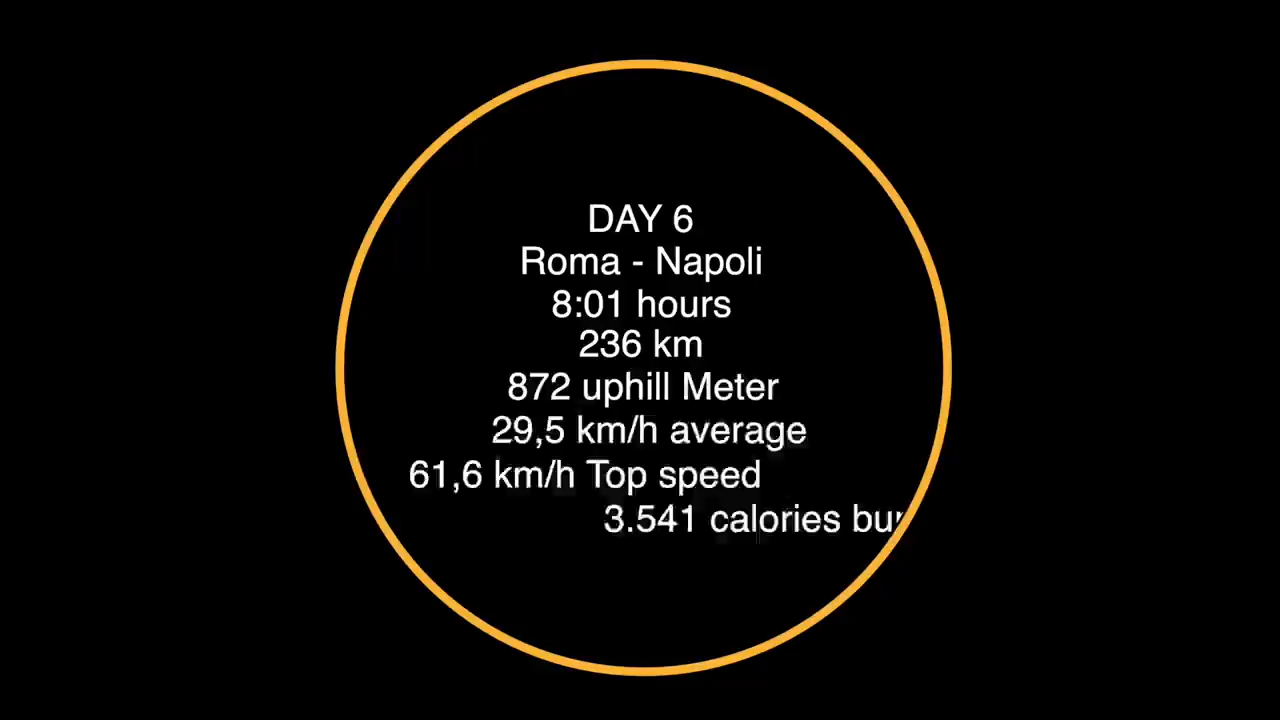 DAY 6
Roma - Napoli
8:01 hours
236 km
872 uphill Meter
29,5 km/h average
61,6 km/h Top speed
3.541 calories